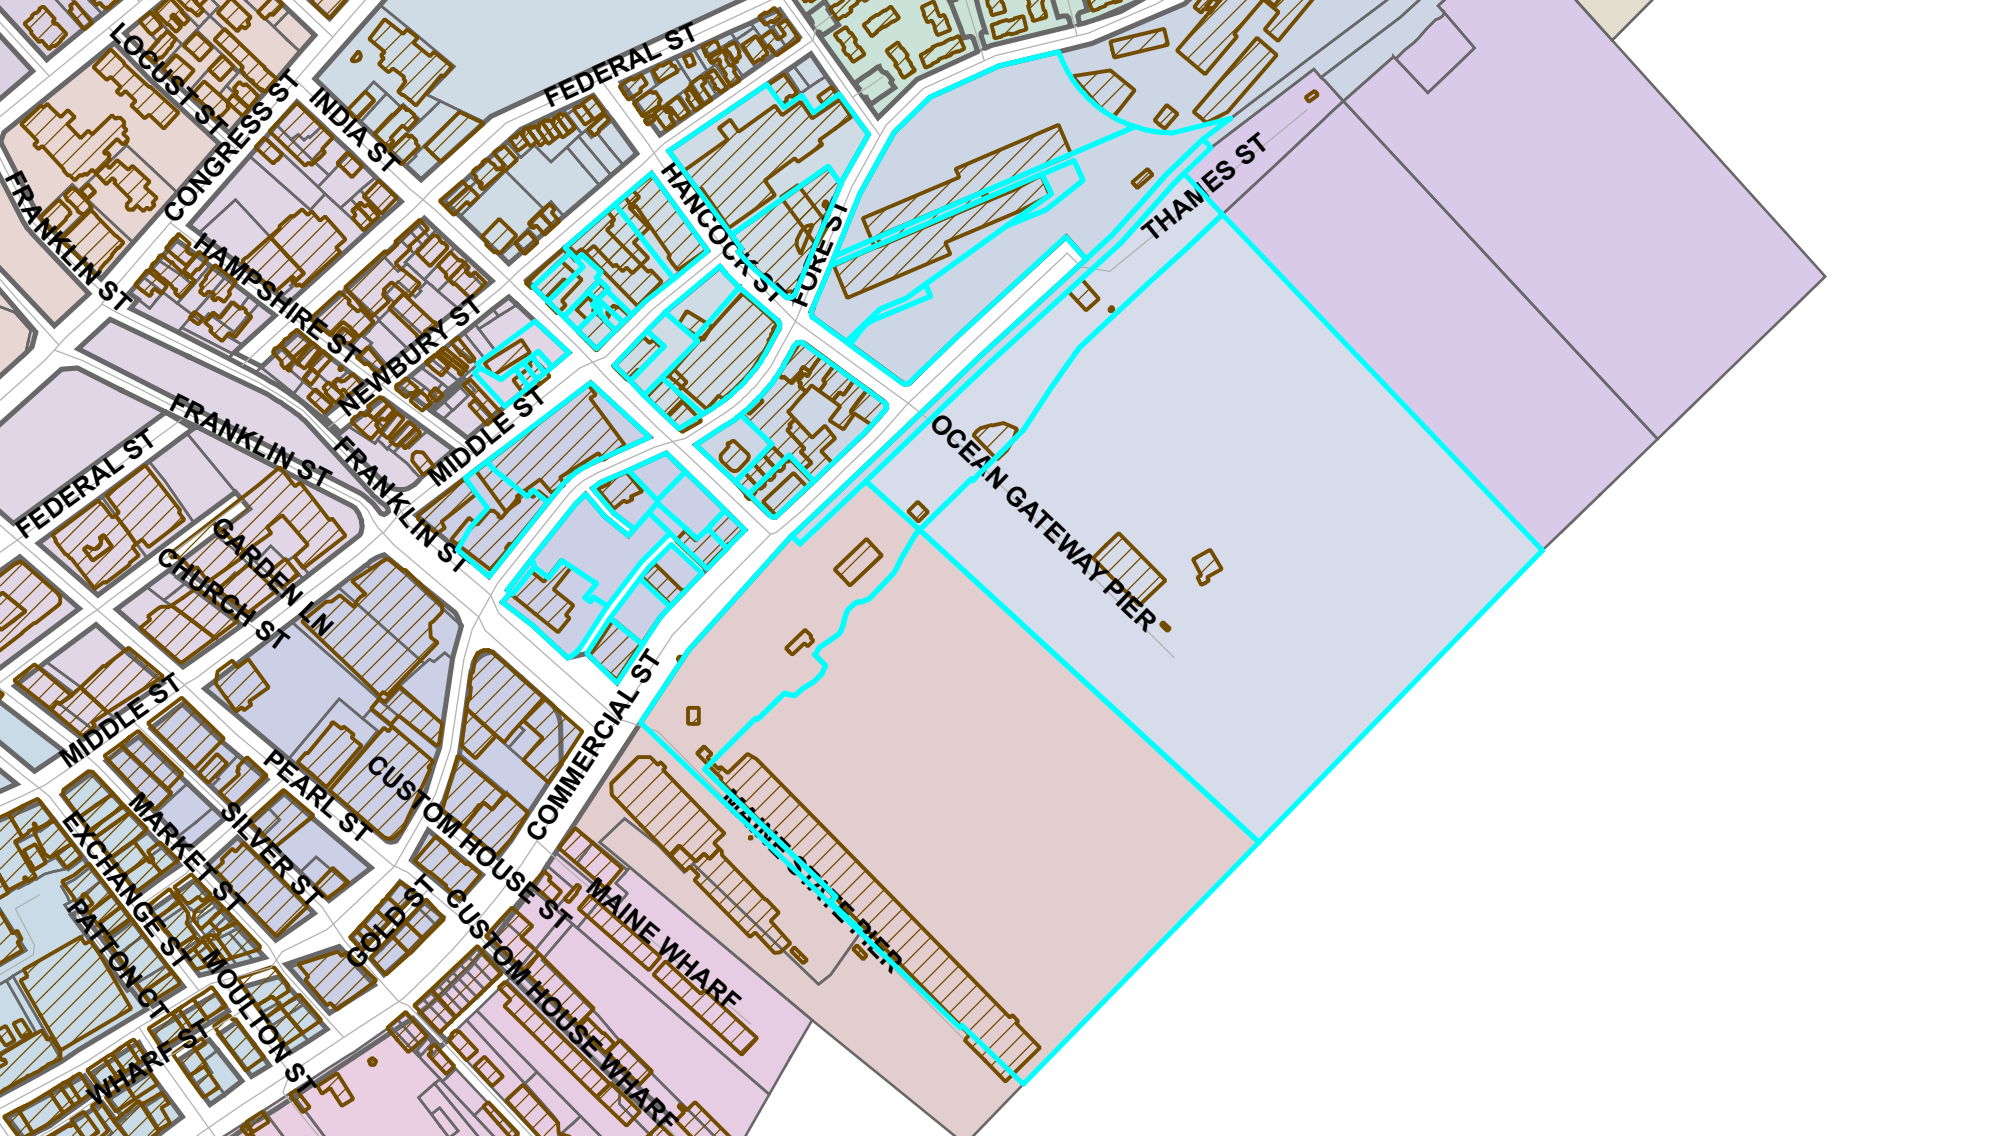 LOCUST ST
CONGRESS ST
INDIA ST
FEDERAL ST
FRANKLIN ST
HAMPSHIRE ST
HANCOCK ST
FORE ST
THAMES ST
NEWBURY ST
MIDDLE ST
FRANKLIN ST
FRANKLIN ST
FEDERAL ST
GARDEN LN
CHURCH ST
OCEAN GATEWAY PIER
MIDDLE ST
PEARL ST
CUSTOM HOUSE ST
COMMERCIAL ST
MARKET ST
SILVER ST
EXCHANGE ST
PATTON CT
GOLD ST
CUSTOM HOUSE WHARF
MAINE WHARF
MAINE STATE PIER
MOULTON ST
WHARF ST